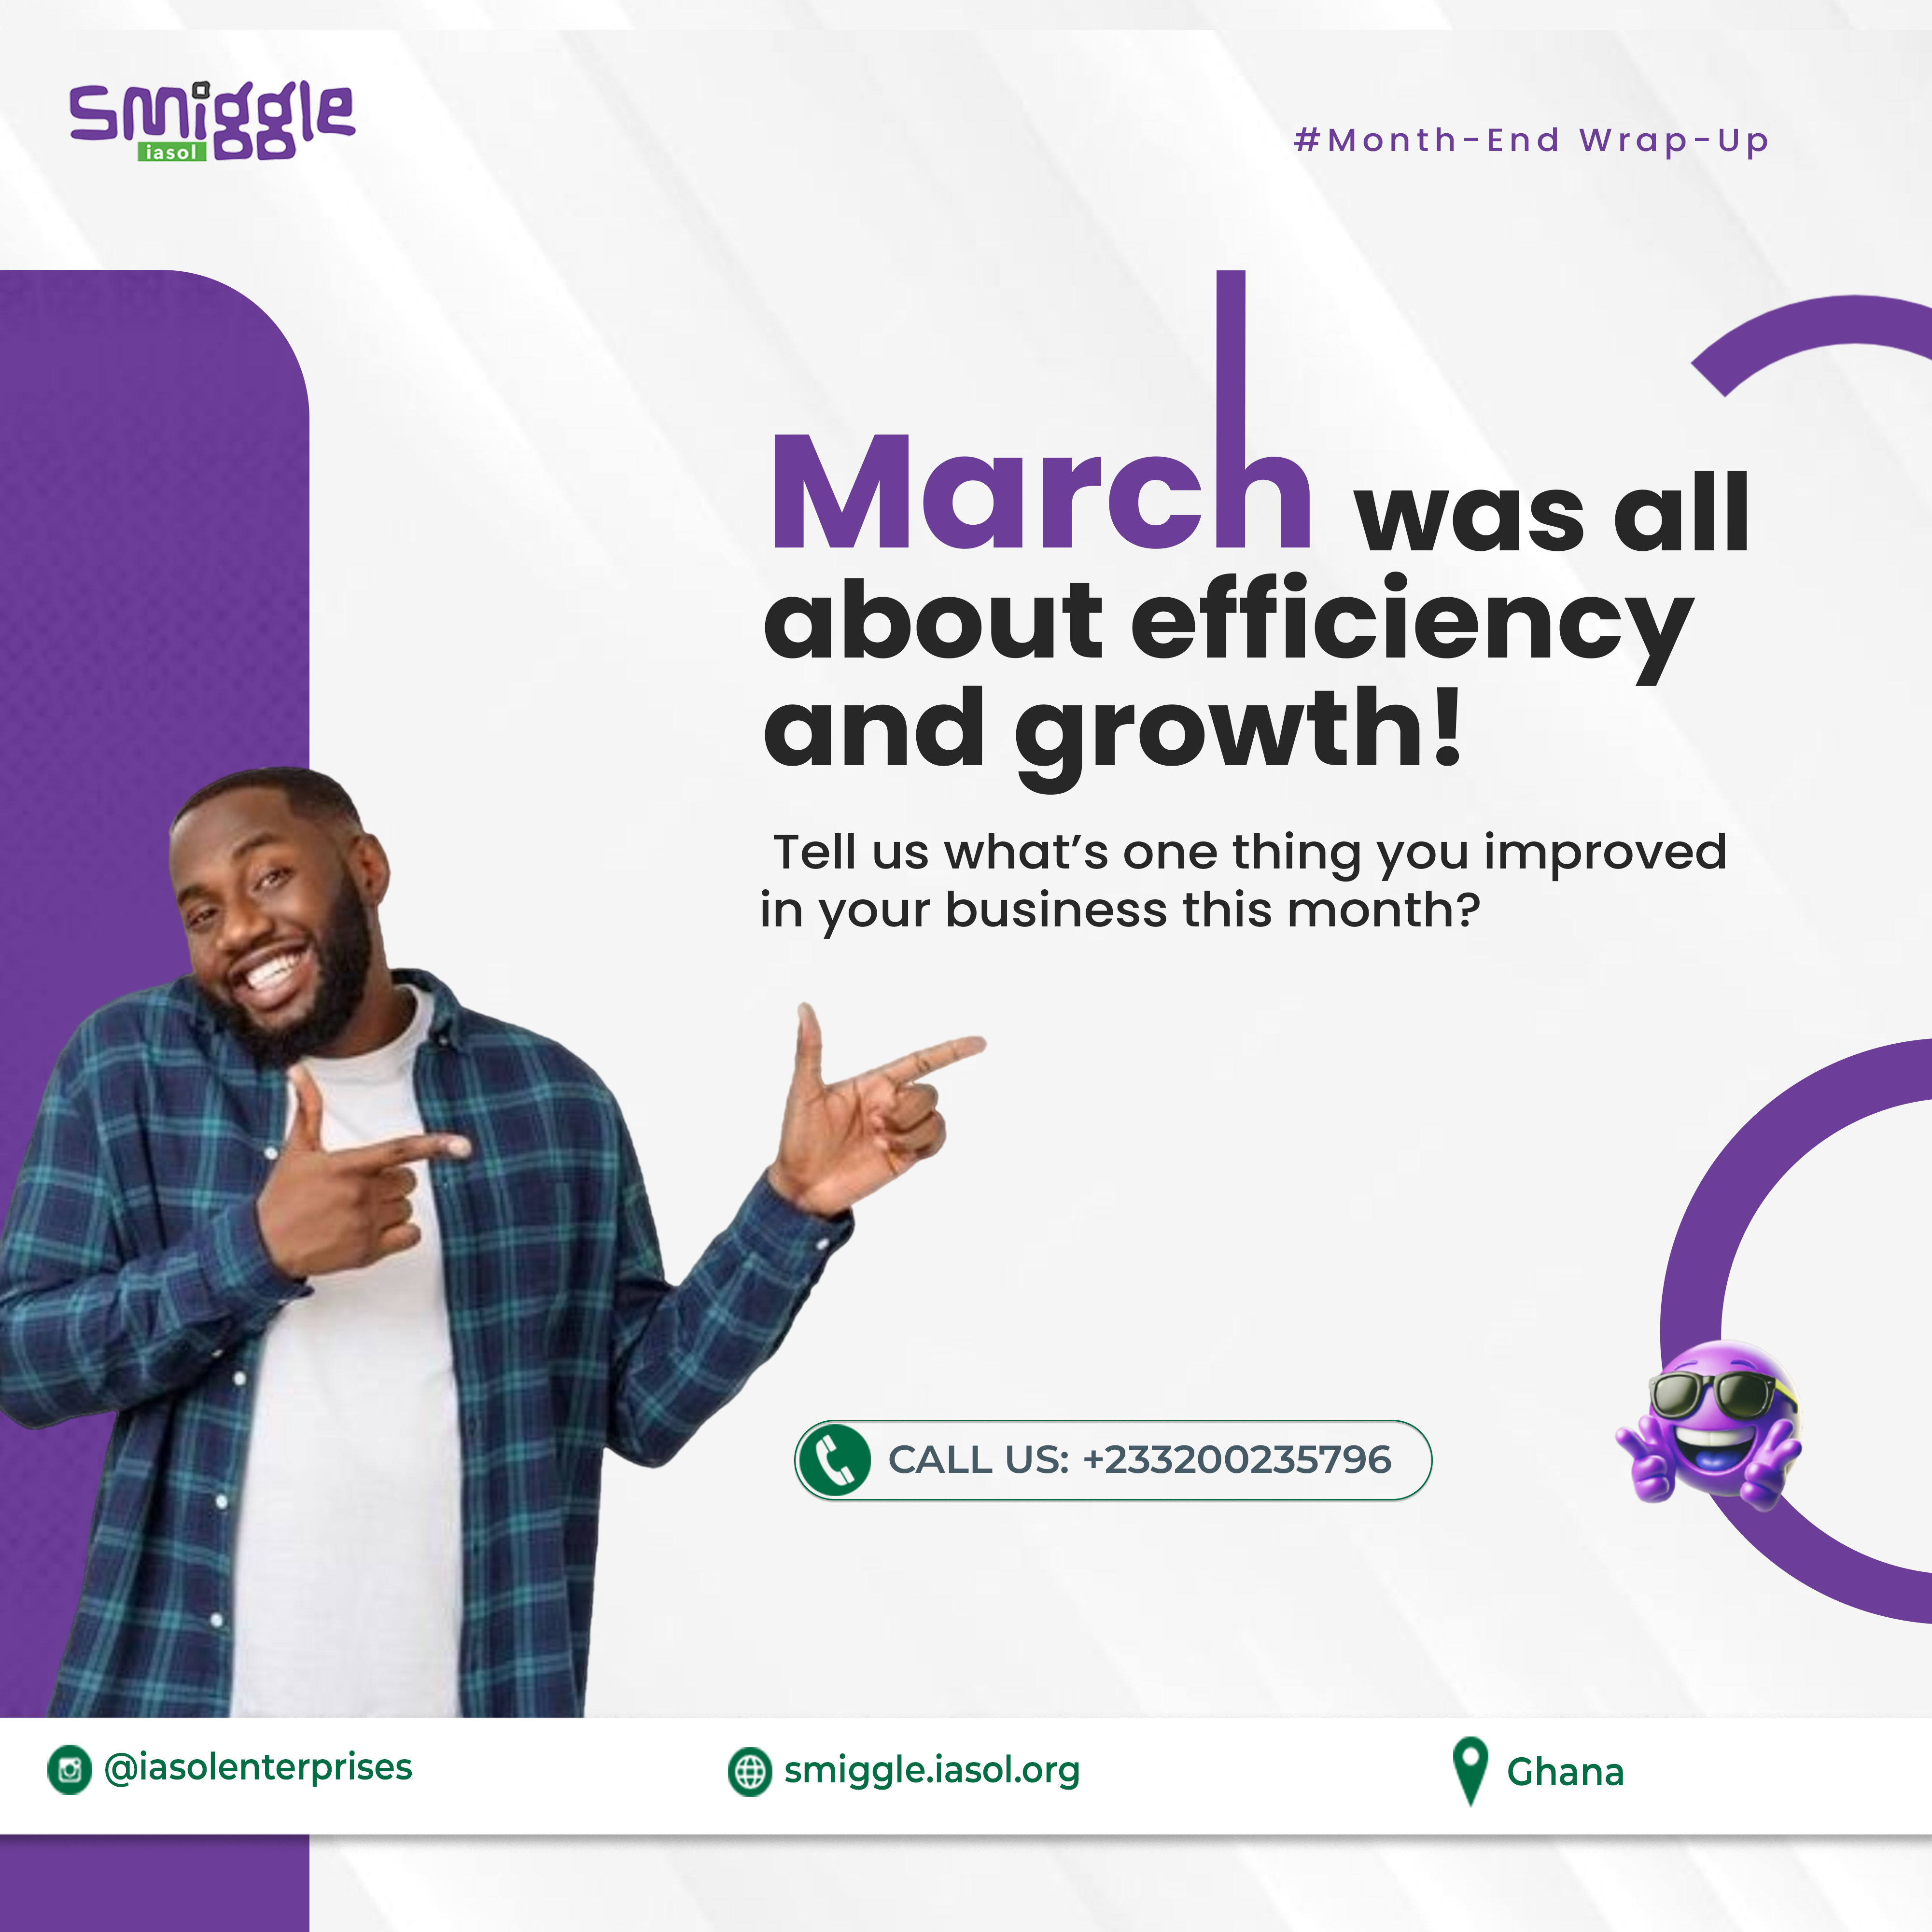 smiggle
iasol
#Month-End Wrap-Up
March was all
about efficiency
and growth!
Tell us what’s one thing you improved
in your business this month?
CALL US: +233200235796
@iasolenterprises
smiggle.iasol.org
Ghana